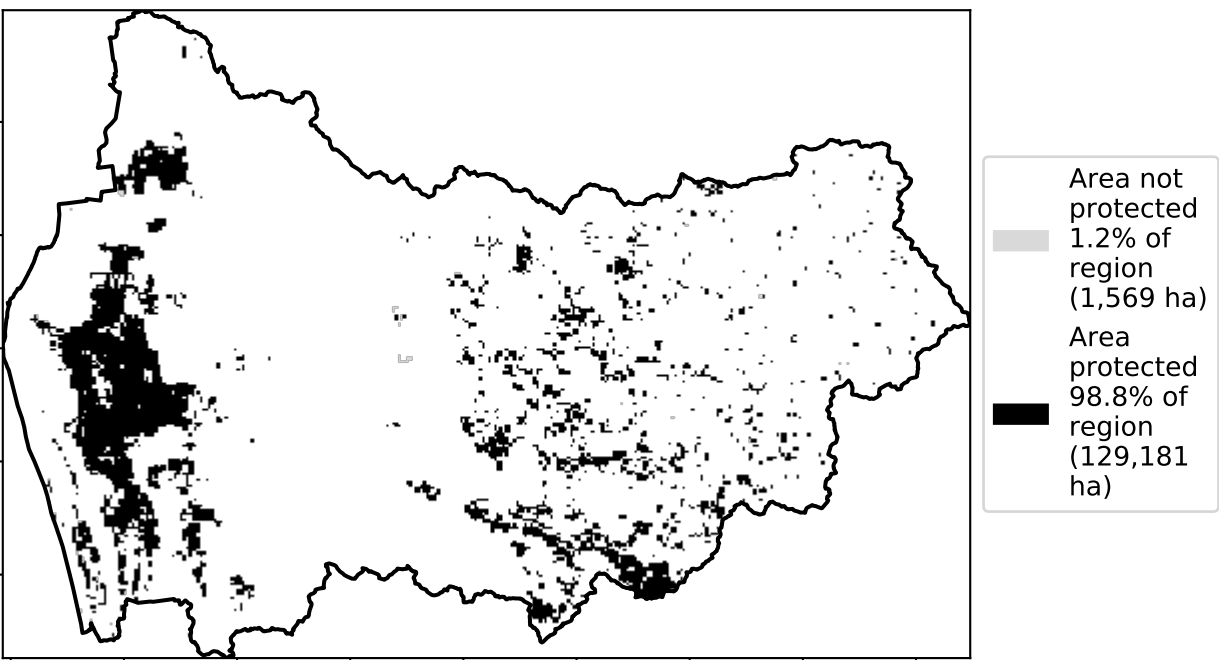 Area not
protected
1.2% of
region
(1,569 ha)
Area
protected
98.8% of
region
(129,181
ha)